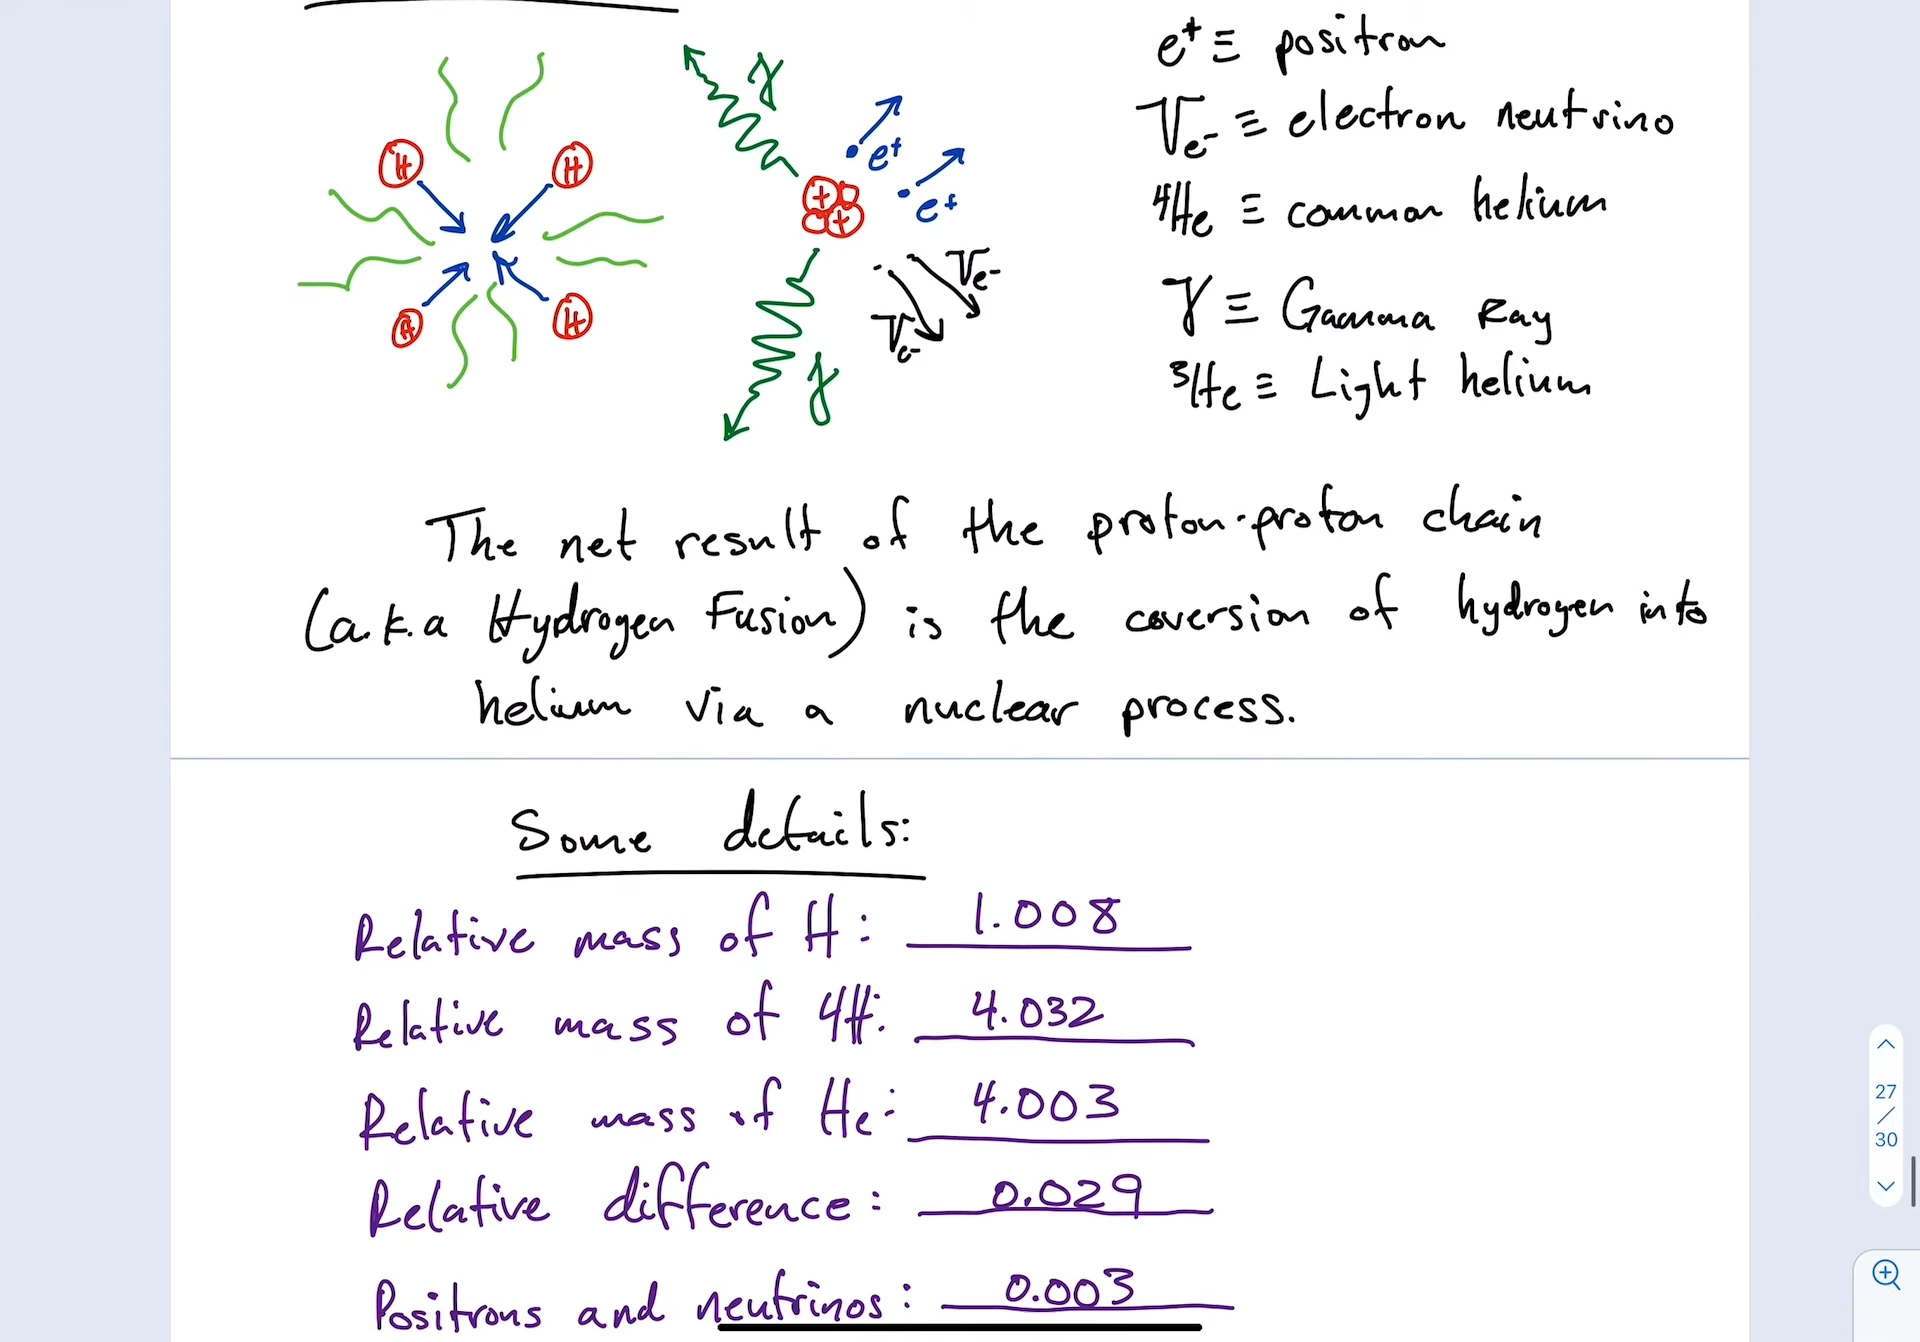 e⁺ ≡ positron
Ve- ≡ electron neutrino
⁴He ≡ common helium
γ ≡ Gamma Ray
³He ≡ Light helium
H H
H H
γ
e⁺
e⁺
+
+
Ve-
Ve-
γ
The net result of the proton-proton chain
(a.k.a Hydrogen Fusion) is the coversion of hydrogen into
helium via a nuclear process.
Some details:
Relative mass of H: 1.008
Relative mass of 4H: 4.032
Relative mass of He: 4.003
Relative difference: 0.029
Positrons and neutrinos: 0.003
27
/
30